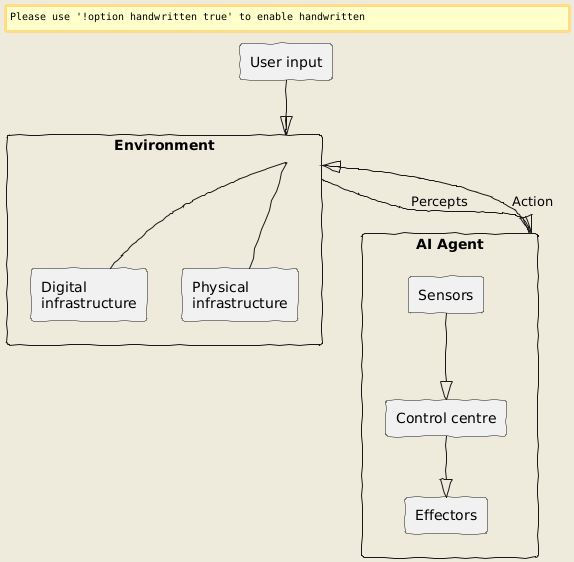 Please use '!option handwritten true' to enable handwritten
User input
Environment
Percepts
Action
AI Agent
Digital
infrastructure
Physical
infrastructure
Sensors
Control centre
Effectors